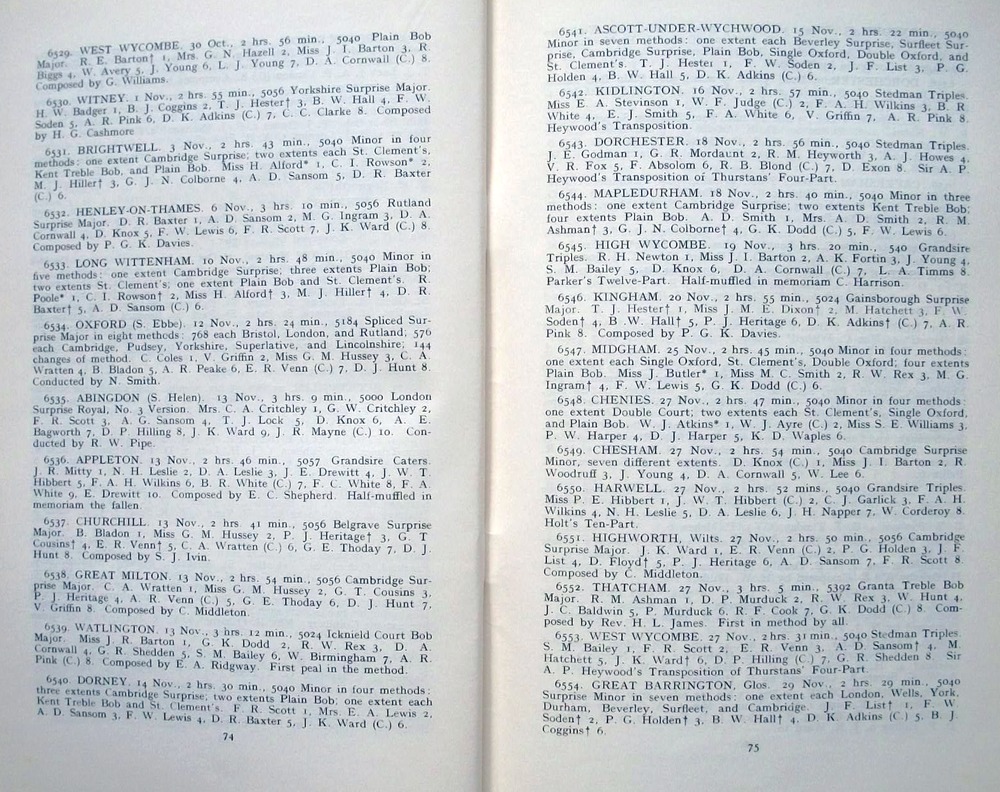 6529. WEST WYCOMBE. 30 Oct., 2 hrs. 56 min., 5040 Plain Bob
Major. R. E. Barton† 1, Mrs. G. N. Hazell 2, Miss J. I. Barton 3, R.
Biggs 4, W. Avery 5, J. Young 6, L. J. Young 7, D. A. Cornwall (C.) 8.
Composed by G. Williams.
6530. WITNEY. 1 Nov., 2 hrs. 55 min., 5056 Yorkshire Surprise Major.
H. W. Badger 1, B. J. Coggins 2, T. J. Hester† 3, B. W. Hall 4, F. W.
Soden 5, A. R. Pink 6, D. K. Adkins (C.) 7, C. C. Clarke 8. Composed
by H. G. Cashmore
6531. BRIGHTWELL. 3 Nov., 2 hrs. 43 min., 5040 Minor in four
methods: one extent Cambridge Surprise; two extents each St. Clement's,
Kent Treble Bob, and Plain Bob. Miss H. Alford* 1, C. I. Rowson* 2,
M. J. Hiller† 3, G. J. N. Colborne 4, A. D. Sansom 5, D. R. Baxter
(C.) 6.
6532. HENLEY-ON-THAMES. 6 Nov., 3 hrs. 10 min., 5056 Rutland
Surprise Major. D. R. Baxter 1, A. D. Sansom 2, M. G. Ingram 3, D. A.
Cornwall 4, D. Knox 5, F. W. Lewis 6, F. R. Scott 7, J. K. Ward (C.) 8.
Composed by P. G. K. Davies.
6533. LONG WITTENHAM. 10 Nov., 2 hrs. 48 min., 5040 Minor in
five methods: one extent Cambridge Surprise; three extents Plain Bob;
two extents St. Clement's; one extent Plain Bob and St. Clement's. R.
Poole* 1, C. I. Rowson† 2, Miss H. Alford† 3, M. J. Hiller† 4, D. R.
Baxter† 5, A. D. Sansom (C.) 6.
6534. OXFORD (S. Ebbe). 12 Nov., 2 hrs. 24 min., 5184 Spliced Sur-
prise Major in eight methods: 768 each Bristol, London, and Rutland; 576
each Cambridge, Pudsey, Yorkshire, Superlative, and Lincolnshire; 144
changes of method. C. Coles 1, V. Griffin 2, Miss G. M. Hussey 3, C. A.
Wratten 4, B. Bladon 5, A. R. Peake 6, E. R. Venn (C.) 7, D. J. Hunt 8.
Conducted by N. Smith.
6535. ABINGDON (S. Helen). 13 Nov., 3 hrs. 9 min., 5000 London
Surprise Royal, No. 3 Version. Mrs. C. A. Critchley 1, G. W. Critchley 2,
F. R. Scott 3, A. G. Sansom 4, T. J. Lock 5, D. Knox 6, A. E.
Bagworth 7, D. P. Hilling 8, J. K. Ward 9, J. R. Mayne (C.) 10. Con-
ducted by R. W. Pipe.
6536. APPLETON. 13 Nov., 2 hrs. 46 min., 5057 Grandsire Caters.
J. R. Mitty 1, N. H. Leslie 2, D. A. Leslie 3, J. E. Drewitt 4, J. W. T.
Hibbert 5, F. A. H. Wilkins 6, B. R. White (C.) 7, F. C. White 8, F. A.
White 9, E. Drewitt 10. Composed by E. C. Shepherd. Half-muffled in
memoriam the fallen.
6537. CHURCHILL. 13 Nov., 2 hrs. 41 min., 5056 Belgrave Surprise
Major. B. Bladon 1, Miss G. M. Hussey 2, P. J. Heritage† 3, G. T
Cousins† 4, E. R. Venn† 5, C. A. Wratten (C.) 6, G. E. Thoday 7, D. J.
Hunt 8. Composed by S. J. Ivin.
6538. GREAT MILTON. 13 Nov., 2 hrs. 54 min., 5056 Cambridge Sur-
prise Major. C. A. Wratten 1, Miss G. M. Hussey 2, G. T. Cousins 3,
P. J. Heritage 4, A. R. Venn (C.) 5, G. E. Thoday 6, D. J. Hunt 7,
V. Griffin 8. Composed by C. Middleton.
6539. WATLINGTON. 13 Nov., 3 hrs. 12 min., 5024 Icknield Court Bob
Major. Miss J. R. Barton 1, G. K. Dodd 2, R. W. Rex 3, D. A.
Cornwall 4, G. R. Shedden 5, S. M. Bailey 6, W. Birmingham 7, A. R.
Pink (C.) 8. Composed by E. A. Ridgway. First peal in the method.
6540. DORNEY. 14 Nov., 2 hrs. 30 min., 5040 Minor in four methods:
three extents Cambridge Surprise; two extents Plain Bob; one extent each
Kent Treble Bob and St. Clement's. F. R. Scott 1, Mrs. E. A. Lewis 2,
A. D. Sansom 3, F. W. Lewis 4, D. R. Baxter 5, J. K. Ward (C.) 6.
74
6541. ASCOTT-UNDER-WYCHWOOD. 15 Nov., 2 hrs. 22 min., 5040
Minor in seven methods: one extent each Beverley Surprise, Surfleet Sur-
prise, Cambridge Surprise, Plain Bob, Single Oxford, Double Oxford, and
St. Clement's. T. J. Hester 1, F. W. Soden 2, J. F. List 3, P. G.
Holden 4, B. W. Hall 5, D. K. Adkins (C.) 6.
6542. KIDLINGTON. 16 Nov., 2 hrs. 57 min., 5040 Stedman Triples.
Miss E. A. Stevinson 1, W. F. Judge (C.) 2, F. A. H. Wilkins 3, B. R.
White 4, E. J. Smith 5, F. A. White 6, V. Griffin 7, A. R. Pink 8.
Heywood's Transposition.
6543. DORCHESTER. 18 Nov., 2 hrs. 56 min., 5040 Stedman Triples.
J. E. Godman 1, G. R. Mordaunt 2, R. M. Heyworth 3, A. J. Howes 4,
V. R. Fox 5, F. Absolom 6, R. B. Blond (C.) 7, D. Exon 8. Sir A. P.
Heywood's Transposition of Thurstans' Four-Part.
6544. MAPLEDURHAM. 18 Nov., 2 hrs. 40 min., 5040 Minor in three
methods: one extent Cambridge Surprise; two extents Kent Treble Bob;
four extents Plain Bob. A. D. Smith 1, Mrs. A. D. Smith 2, R. M.
Ashman† 3, G. J. N. Colborne† 4, G. K. Dodd (C.) 5, F. W. Lewis 6.
6545. HIGH WYCOMBE. 19 Nov., 3 hrs. 20 min., 540 Grandsire
Triples. R. H. Newton 1, Miss J. I. Barton 2, A. K. Fortin 3, J. Young 4,
S. M. Bailey 5, D. Knox 6, D. A. Cornwall (C.) 7, L. A. Timms 8.
Parker's Twelve-Part. Half-muffled in memoriam C. Harrison.
6546. KINGHAM. 20 Nov., 2 hrs. 55 min., 5024 Gainsborough Surprise
Major. T. J. Hester† 1, Miss J. M. E. Dixon† 2, M. Hatchett 3, F. W.
Soden† 4, B .W. Hall† 5, P. J. Heritage 6, D. K. Adkins† (C.) 7, A. R.
Pink 8. Composed by P. G. K. Davies.
6547. MIDGHAM. 25 Nov., 2 hrs. 45 min., 5040 Minor in four methods:
one extent each Single Oxford, St. Clement's, Double Oxford; four extents
Plain Bob. Miss J. Butler* 1, Miss M. C. Smith 2, R. W. Rex 3, M. G.
Ingram† 4, F. W. Lewis 5, G. K. Dodd (C.) 6.
6548. CHENIES. 27 Nov., 2 hrs. 47 min., 5040 Minor in four methods:
one extent Double Court; two extents each St. Clement's, Single Oxford,
and Plain Bob. W. J. Atkins* 1, W. J. Ayre (C.) 2, Miss S. E. Williams 3,
P. W. Harper 4, D. J. Harper 5, K. D. Waples 6.
6549. CHESHAM. 27 Nov., 2 hrs. 54 min., 5040 Cambridge Surprise
Minor, seven different extents. D. Knox (C.) 1, Miss J. I. Barton 2, R.
Woodruff 3, J. Young 4, D. A. Cornwall 5, W. Lee 6.
6550. HARWELL. 27 Nov., 2 hrs. 52 mins., 5040 Grandsire Triples.
Miss P. E. Hibbert 1, J. W. T. Hibbert (C.) 2, C. J. Garlick 3, F. A. H.
Wilkins 4, N. H. Leslie 5, D. A. Leslie 6, J. H. Napper 7, W. Corderoy 8.
Holt's Ten-Part.
6551. HIGHWORTH, Wilts. 27 Nov., 2 hrs. 50 min., 5056 Cambridge
Surprise Major. J. K. Ward 1, E. R. Venn (C.) 2, P. G. Holden 3, J. F.
List 4, D. Floyd† 5, P. J. Heritage 6, A. D. Sansom 7, F. R. Scott 8.
Composed by C. Middleton.
6552. THATCHAM. 27 Nov., 3 hrs. 5 min., 5392 Granta Treble Bob
Major. R. M. Ashman 1, D. P. Murduck 2, R. W. Rex 3, W. Hunt 4,
J. C. Baldwin 5, P. Murduck 6, R. F. Cook 7, G. K. Dodd (C.) 8. Com-
posed by Rev. H. L. James. First in method by all.
6553. WEST WYCOMBE. 27 Nov., 2 hrs. 31 min., 5040 Stedman Triples.
S. M. Bailey 1, F. R. Scott 2, E. R. Venn 3, A. D. Sansom† 4, M.
Hatchett 5, J. K. Ward† 6, D. P. Hilling (C.) 7, G. R. Shedden 8. Sir
A. P. Heywood's Transposition of Thurstans' Four-Part.
6554. GREAT BARRINGTON, Glos. 29 Nov., 2 hrs. 29 min., 5040
Surprise Minor in seven methods: one extent each London, Wells, York,
Durham, Beverley, Surfleet, and Cambridge. J. F. List† 1, F. W.
Soden† 2, P. G. Holden† 3, B. W. Hall† 4, D. K. Adkins (C.) 5, B. J.
Coggins† 6.
75